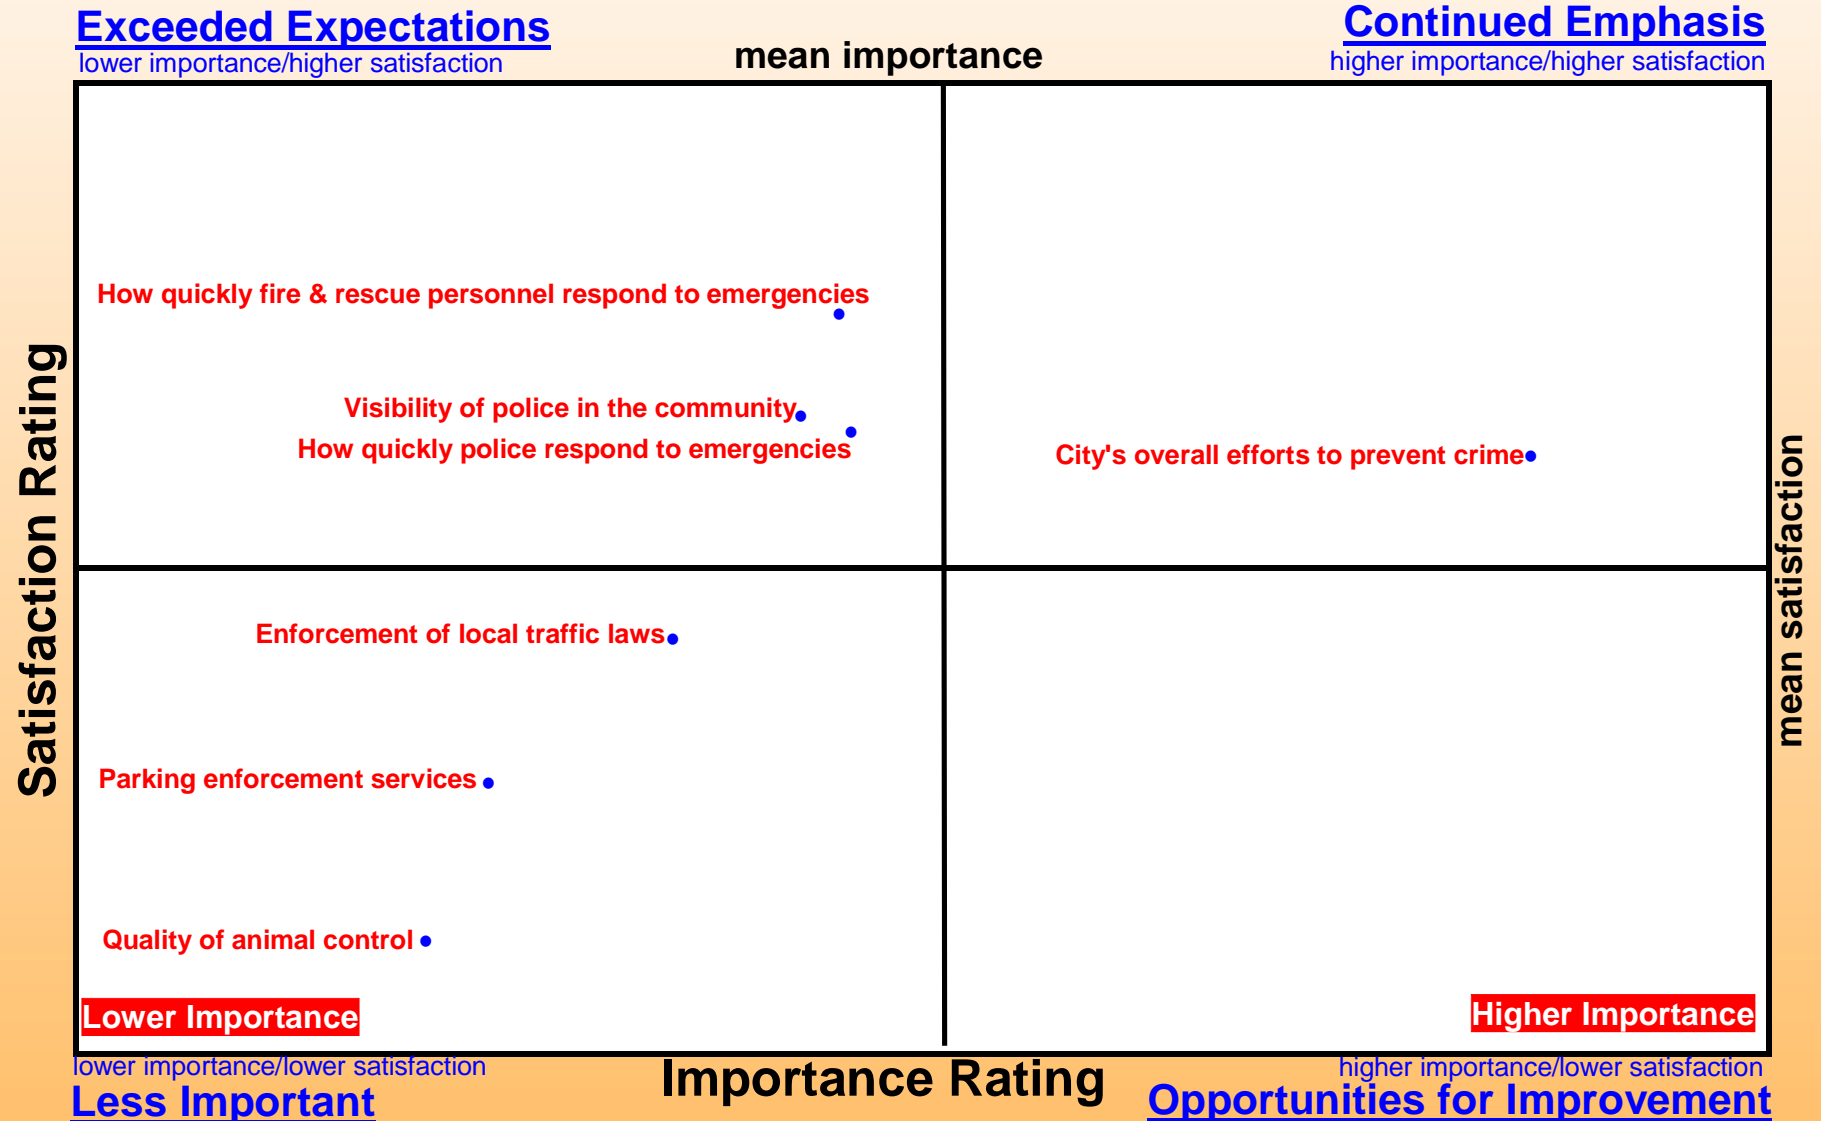 Exceeded Expectations
lower importance/higher satisfaction
mean importance
Continued Emphasis
higher importance/higher satisfaction
How quickly fire & rescue personnel respond to emergencies
Visibility of police in the community
How quickly police respond to emergencies
City's overall efforts to prevent crime
Satisfaction Rating
mean satisfaction
Enforcement of local traffic laws
Parking enforcement services
Quality of animal control
Lower Importance
Higher Importance
lower importance/lower satisfaction
Less Important
Importance Rating
higher importance/lower satisfaction
Opportunities for Improvement